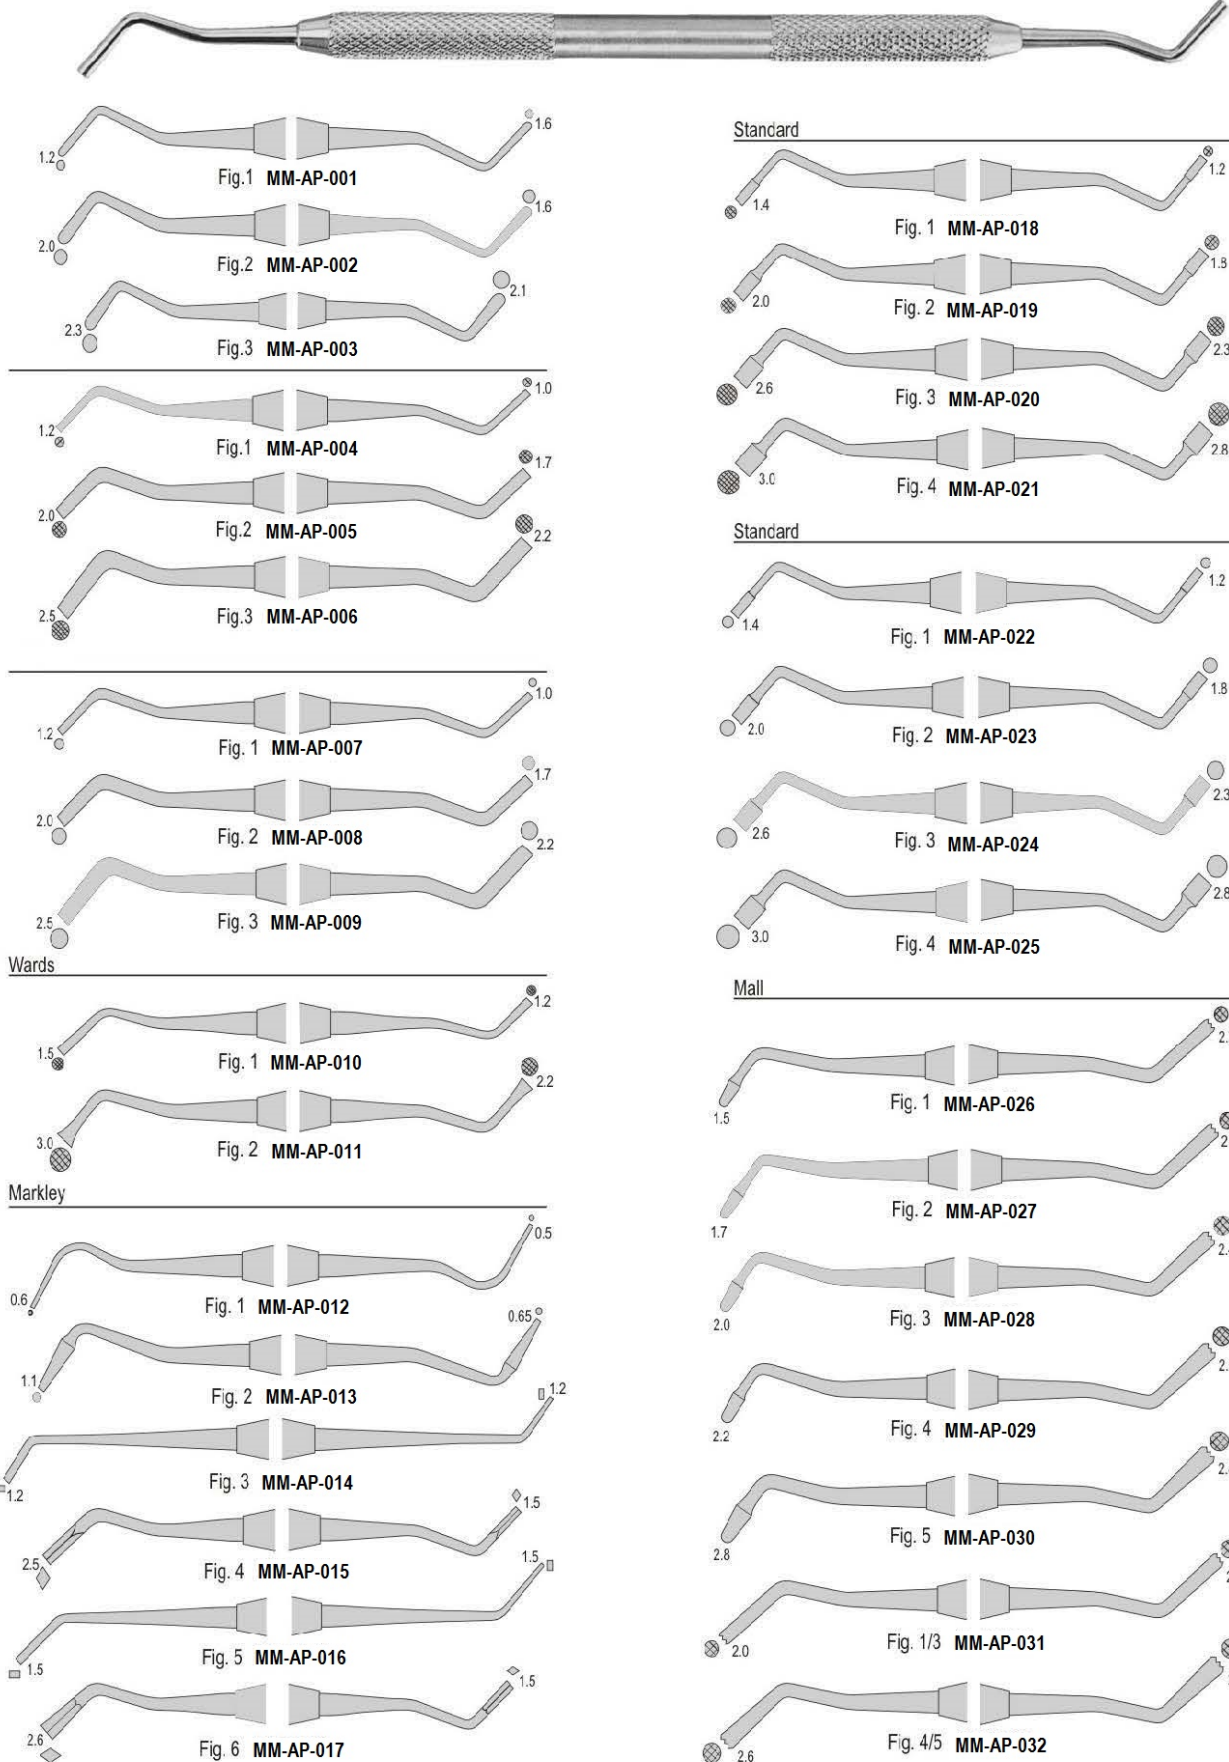 1.2
1.6
Fig.1 MM-AP-001
2.0
1.6
Fig.2 MM-AP-002
2.3
2.1
Fig.3 MM-AP-003
1.2
1.0
Fig.1 MM-AP-004
2.0
1.7
Fig.2 MM-AP-005
2.5
2.2
Fig.3 MM-AP-006
1.2
1.0
Fig. 1 MM-AP-007
2.0
1.7
Fig. 2 MM-AP-008
2.5
2.2
Fig. 3 MM-AP-009
Wards
1.5
1.2
Fig. 1 MM-AP-010
3.0
2.2
Fig. 2 MM-AP-011
Markley
0.6
0.5
Fig. 1 MM-AP-012
1.1
0.65
Fig. 2 MM-AP-013
1.2
1.2
Fig. 3 MM-AP-014
2.5
1.5
Fig. 4 MM-AP-015
1.5
1.5
Fig. 5 MM-AP-016
2.6
1.5
Fig. 6 MM-AP-017
Standard
1.4
1.2
Fig. 1 MM-AP-018
2.0
1.8
Fig. 2 MM-AP-019
2.6
2.3
Fig. 3 MM-AP-020
3.0
2.8
Fig. 4 MM-AP-021
Standard
1.4
1.2
Fig. 1 MM-AP-022
2.0
1.8
Fig. 2 MM-AP-023
2.6
2.3
Fig. 3 MM-AP-024
3.0
2.8
Fig. 4 MM-AP-025
Mall
1.5
Fig. 1 MM-AP-026
1.7
Fig. 2 MM-AP-027
2.0
Fig. 3 MM-AP-028
2.2
Fig. 4 MM-AP-029
2.8
Fig. 5 MM-AP-030
2.0
Fig. 1/3 MM-AP-031
2.6
Fig. 4/5 MM-AP-032